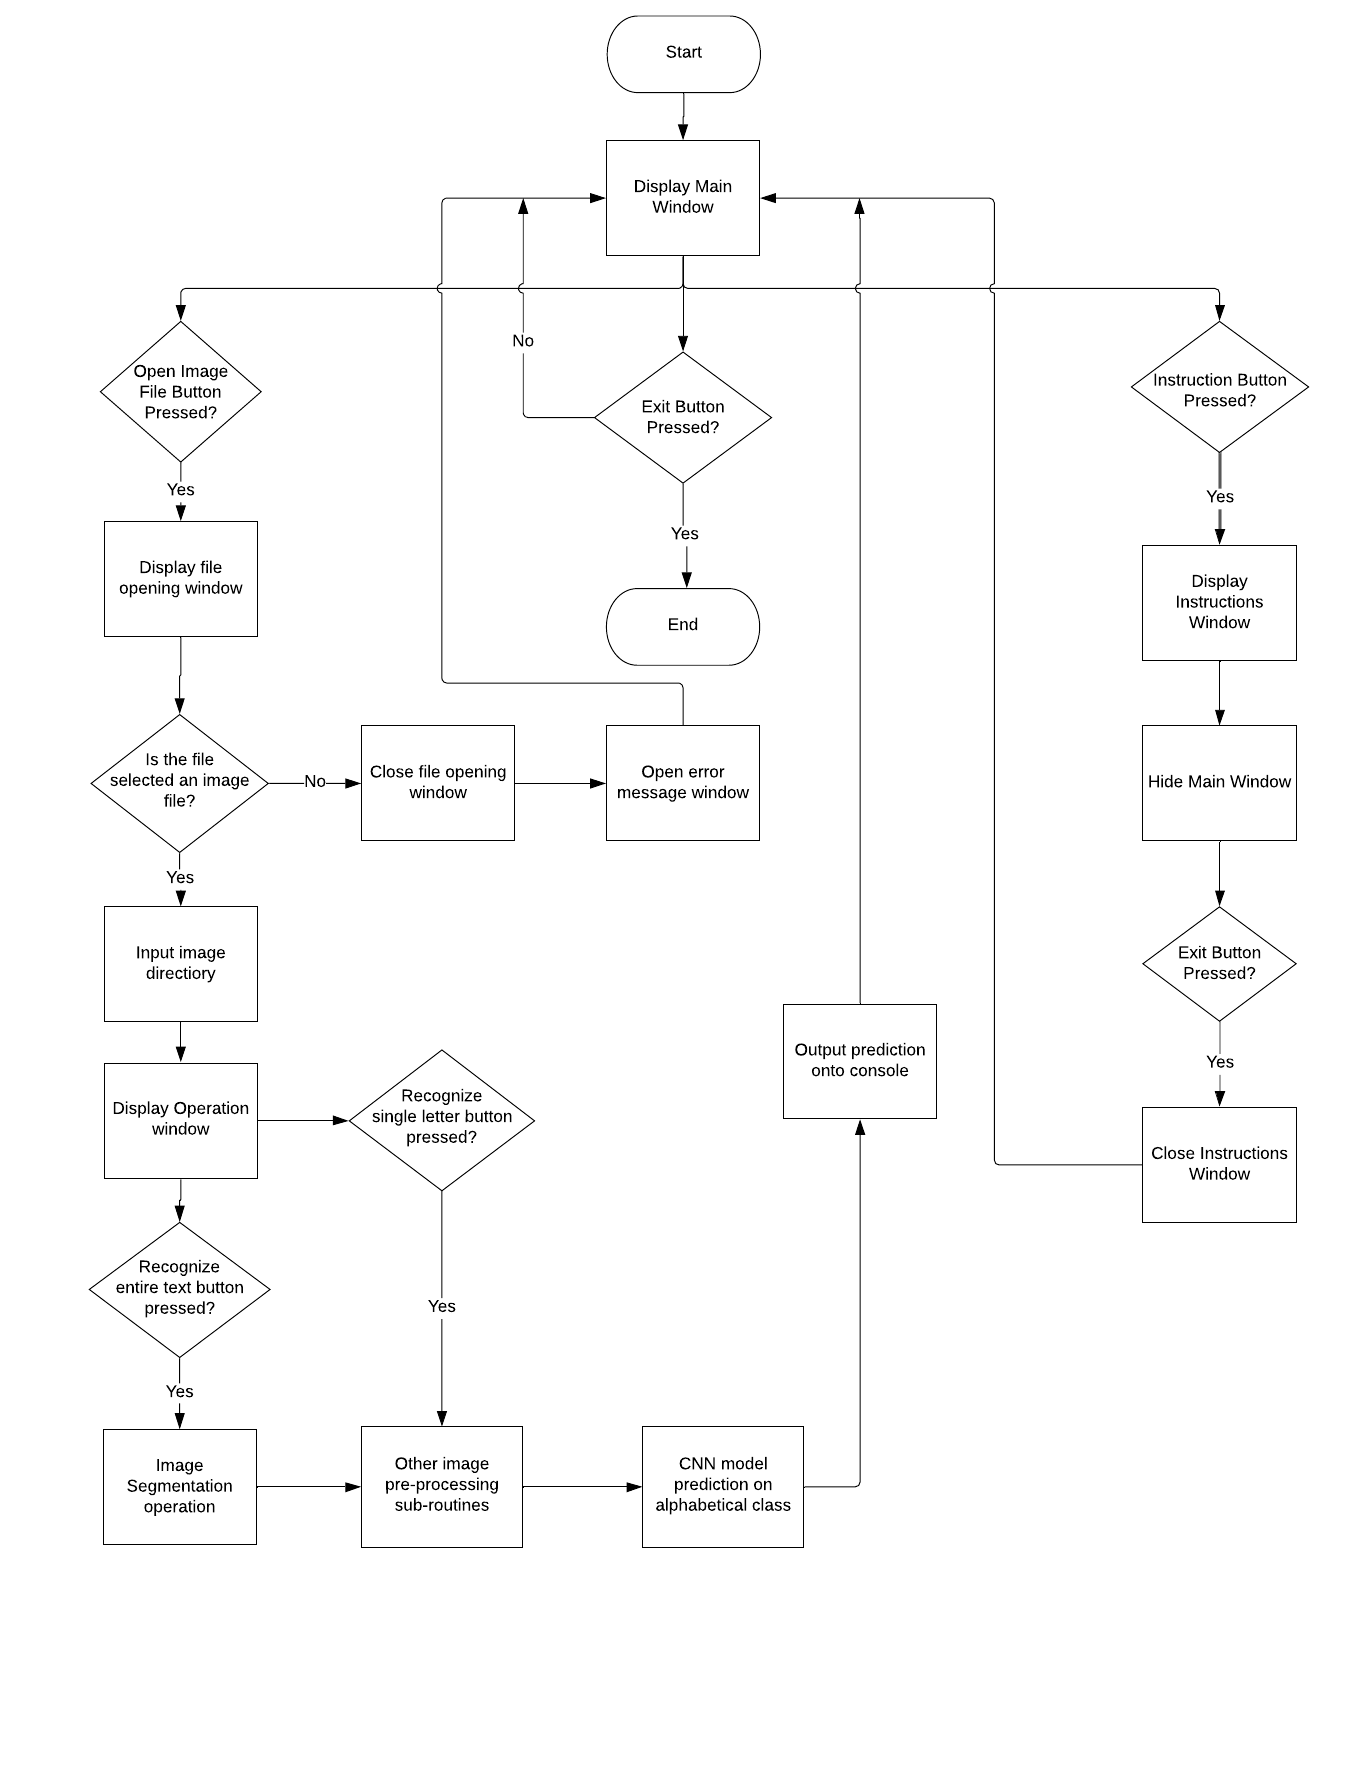 Start
Display Main
Window
No
Open Image
File Button
Pressed?
Exit Button
Pressed?
Instruction Button
Pressed?
Yes
Yes
Yes
Display file
opening window
End
Display
Instructions
Window
Is the file
selected an image
file?
No
Close file opening
window
Open error
message window
Hide Main Window
Yes
Input image
directiory
Exit Button
Pressed?
Yes
Output prediction
onto console
Display Operation
window
Recognize
single letter button
pressed?
Close Instructions
Window
Recognize
entire text button
pressed?
Yes
Yes
Image
Segmentation
operation
Other image
pre-processing
sub-routines
CNN model
prediction on
alphabetical class